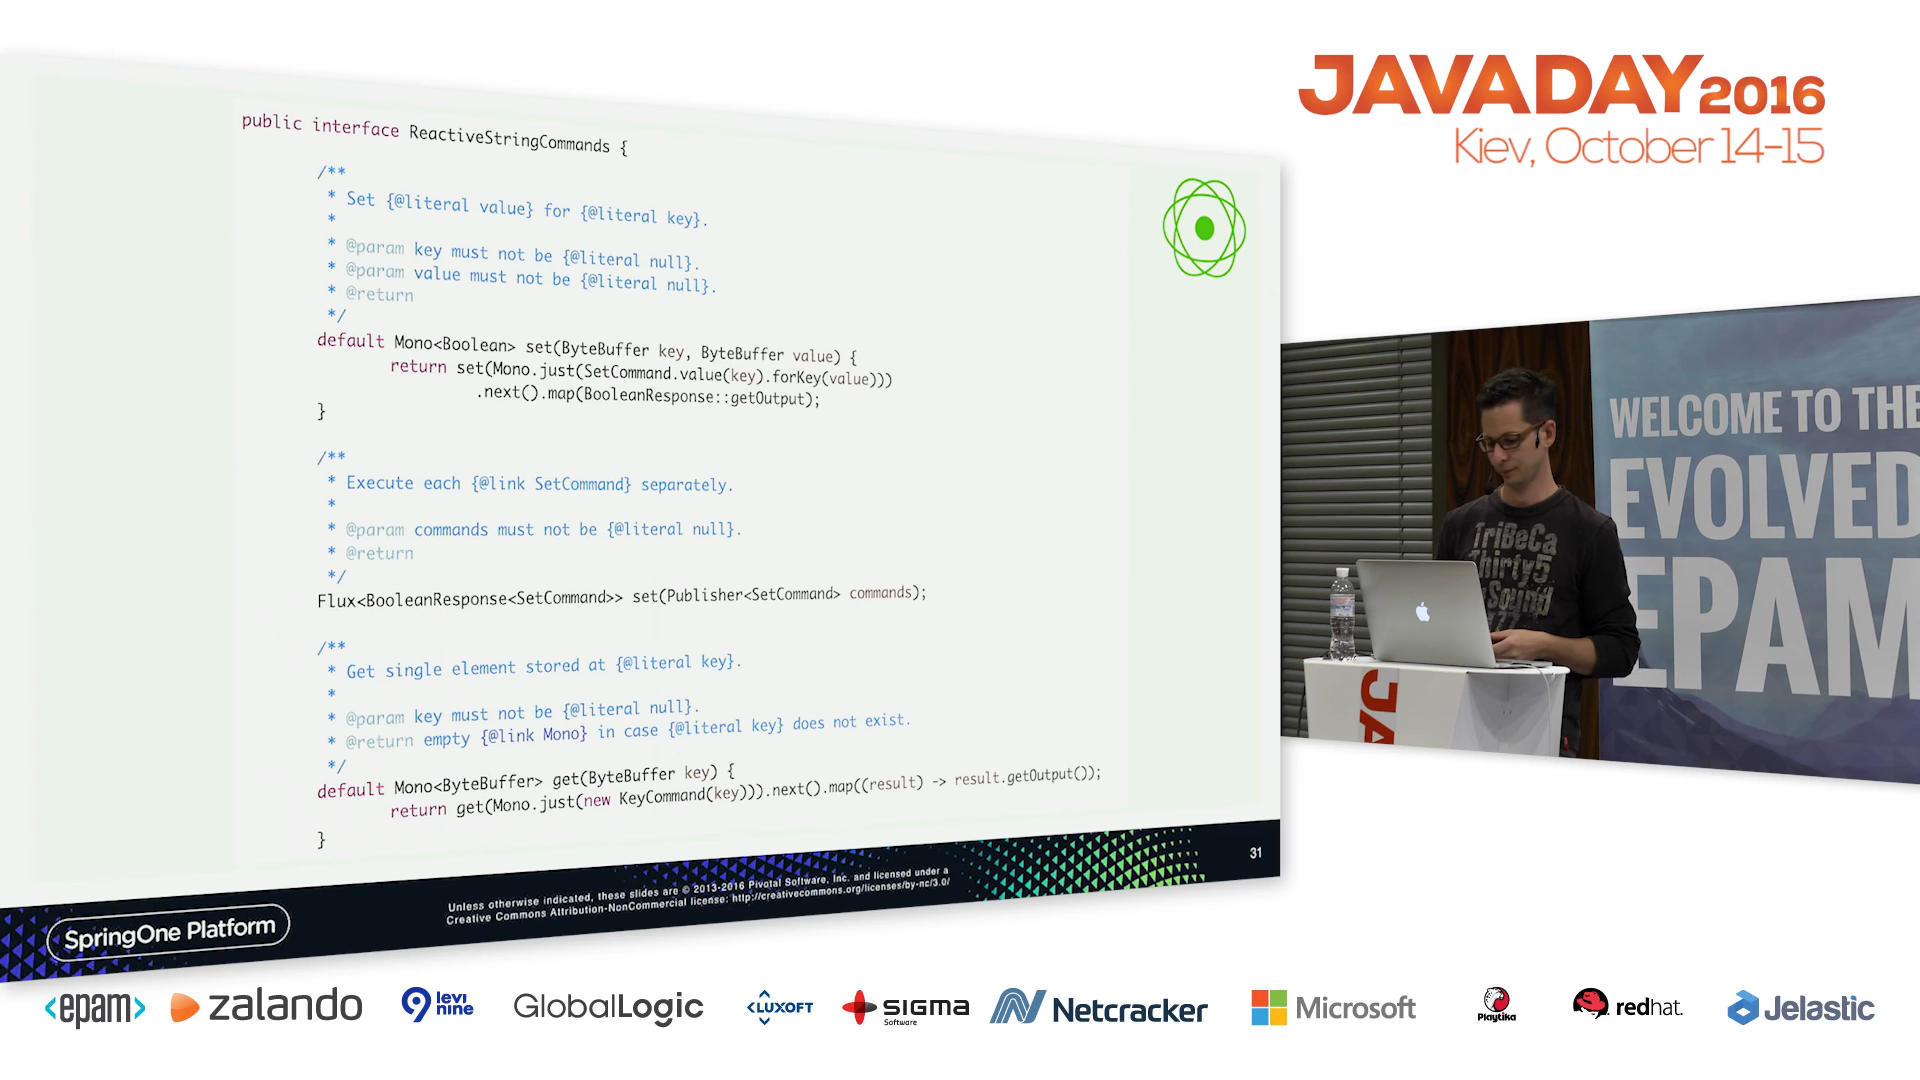 JAVADAY 2016
Kiev, October 14-15
public interface ReactiveStringCommands {
/**
* Set {@literal value} for {@literal key}.
*
* @param key must not be {@literal null}.
* @param value must not be {@literal null}.
* @return
*/
default Mono<Boolean> set(ByteBuffer key, ByteBuffer value) {
return set(Mono.just(SetCommand.value(key).forKey(value)))
.next().map(BooleanResponse::getOutput);
}
/**
* Execute each {@link SetCommand} separately.
*
* @param commands must not be {@literal null}.
* @return
*/
Flux<BooleanResponse<SetCommand>> set(Publisher<SetCommand> commands);
/**
* Get single element stored at {@literal key}.
*
* @param key must not be {@literal null}.
* @return empty {@link Mono} in case {@literal key} does not exist.
*/
default Mono<ByteBuffer> get(ByteBuffer key) {
return get(Mono.just(new KeyCommand(key))).next().map((result) -> result.getOutput());
}
31
Unless otherwise indicated, these slides are © 2013-2016 Pivotal Software, Inc. and licensed under a
Creative Commons Attribution-NonCommercial license: http://creativecommons.org/licenses/by-nc/3.0/
SpringOne Platform
WELCOME TO THE
EVOLVED
EPAM
TriBeCa
Thirty5
Sound
JA
<epam>
zalando
9 levi nine
GlobalLogic
LUXOFT
SIGMA
Software
Netcracker
Microsoft
Playtika
redhat.
Jelastic